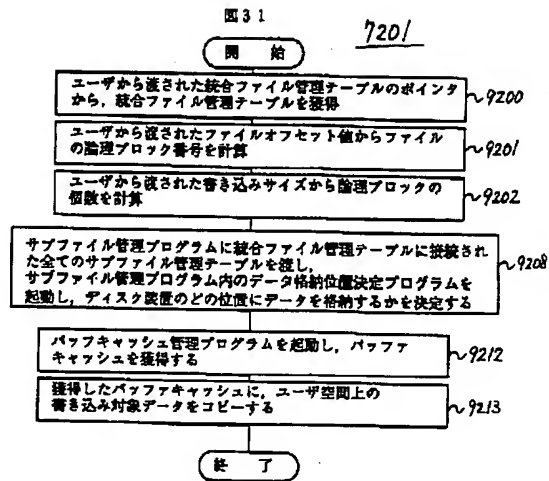 図31
7201
開 始
ユーザから渡された統合ファイル管理テーブルのポインタ
から,統合ファイル管理テーブルを獲得
~9200
ユーザから渡されたファイルオフセット値からファイル
の論理ブロック番号を計算
~9201
ユーザから渡された書き込みサイズから論理ブロックの
個数を計算
~9202
サブファイル管理プログラムに統合ファイル管理テーブルに接続され
た全てのサブファイル管理テーブルを渡し,
サブファイル管理プログラム内のデータ格納位置決定プログラムを
起動し,ディスク装置のどの位置にデータを格納するかを決定する
~9208
バッフキャッシュ管理プログラムを起動し,バッファ
キャッシュを獲得する
~9212
獲得したバッファキャッシュに,ユーザ空間上の
書き込み対象データをコピーする
~9213
終 了